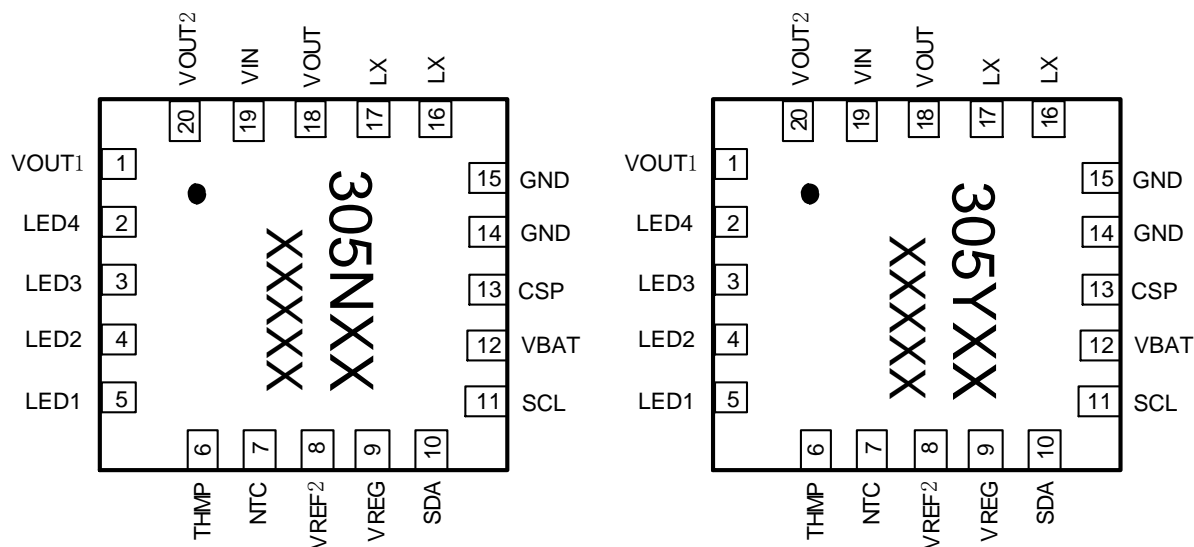 VOUT2 VIN VOUT LX LX
20 19 18 17 16
VOUT1 1
LED4 2
LED3 3
LED2 4
LED1 5
15 GND
14 GND
13 CSP
12 VBAT
11 SCL
305NXX
XXXXX
6 7 8 9 10
THMP NTC VREF2 VREG SDA
VOUT2 VIN VOUT LX LX
20 19 18 17 16
VOUT1 1
LED4 2
LED3 3
LED2 4
LED1 5
15 GND
14 GND
13 CSP
12 VBAT
11 SCL
305YXX
XXXXX
6 7 8 9 10
THMP NTC VREF2 VREG SDA